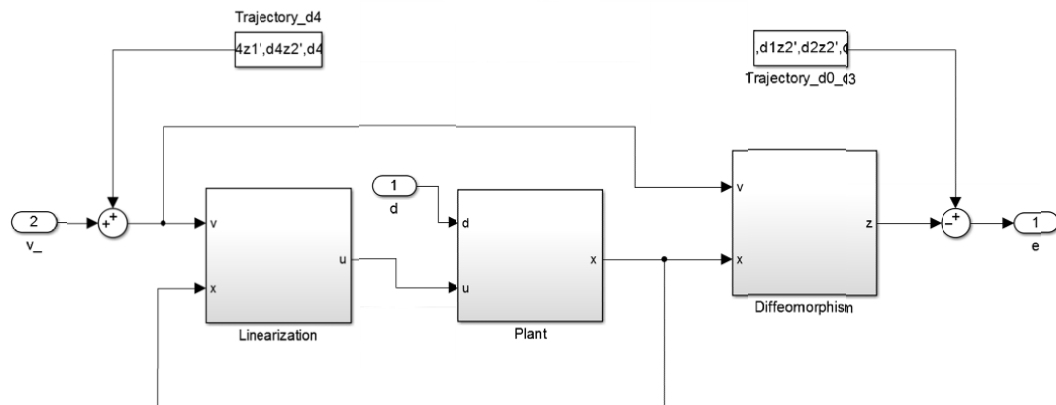 Trajectory_d4
4z1',d4z2',d4
,d1z2',d2z2',
Trajectory_d0_d3
v
1
d
d
v
2
v_
+
+
v
x
u
Linearization
u
x
Plant
x
z
Diffeomorphism
−
+
1
e